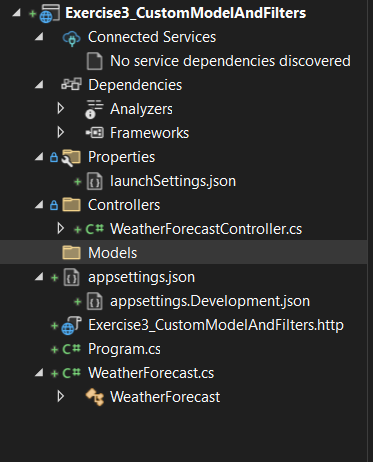 Exercise3_CustomModelAndFilters
Connected Services
No service dependencies discovered
Dependencies
Analyzers
Frameworks
Properties
launchSettings.json
Controllers
WeatherForecastController.cs
Models
appsettings.json
appsettings.Development.json
Exercise3_CustomModelAndFilters.http
Program.cs
WeatherForecast.cs
WeatherForecast